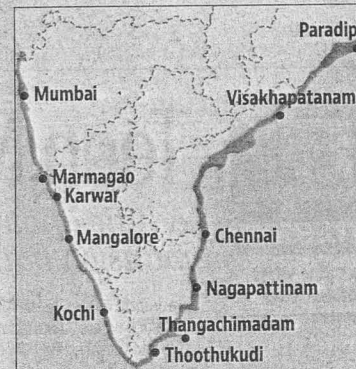 Paradip
Mumbai
Visakhapatanam
Marmagao
Karwar
Mangalore
Chennai
Nagapattinam
Kochi
Thangachimadam
Thoothukudi